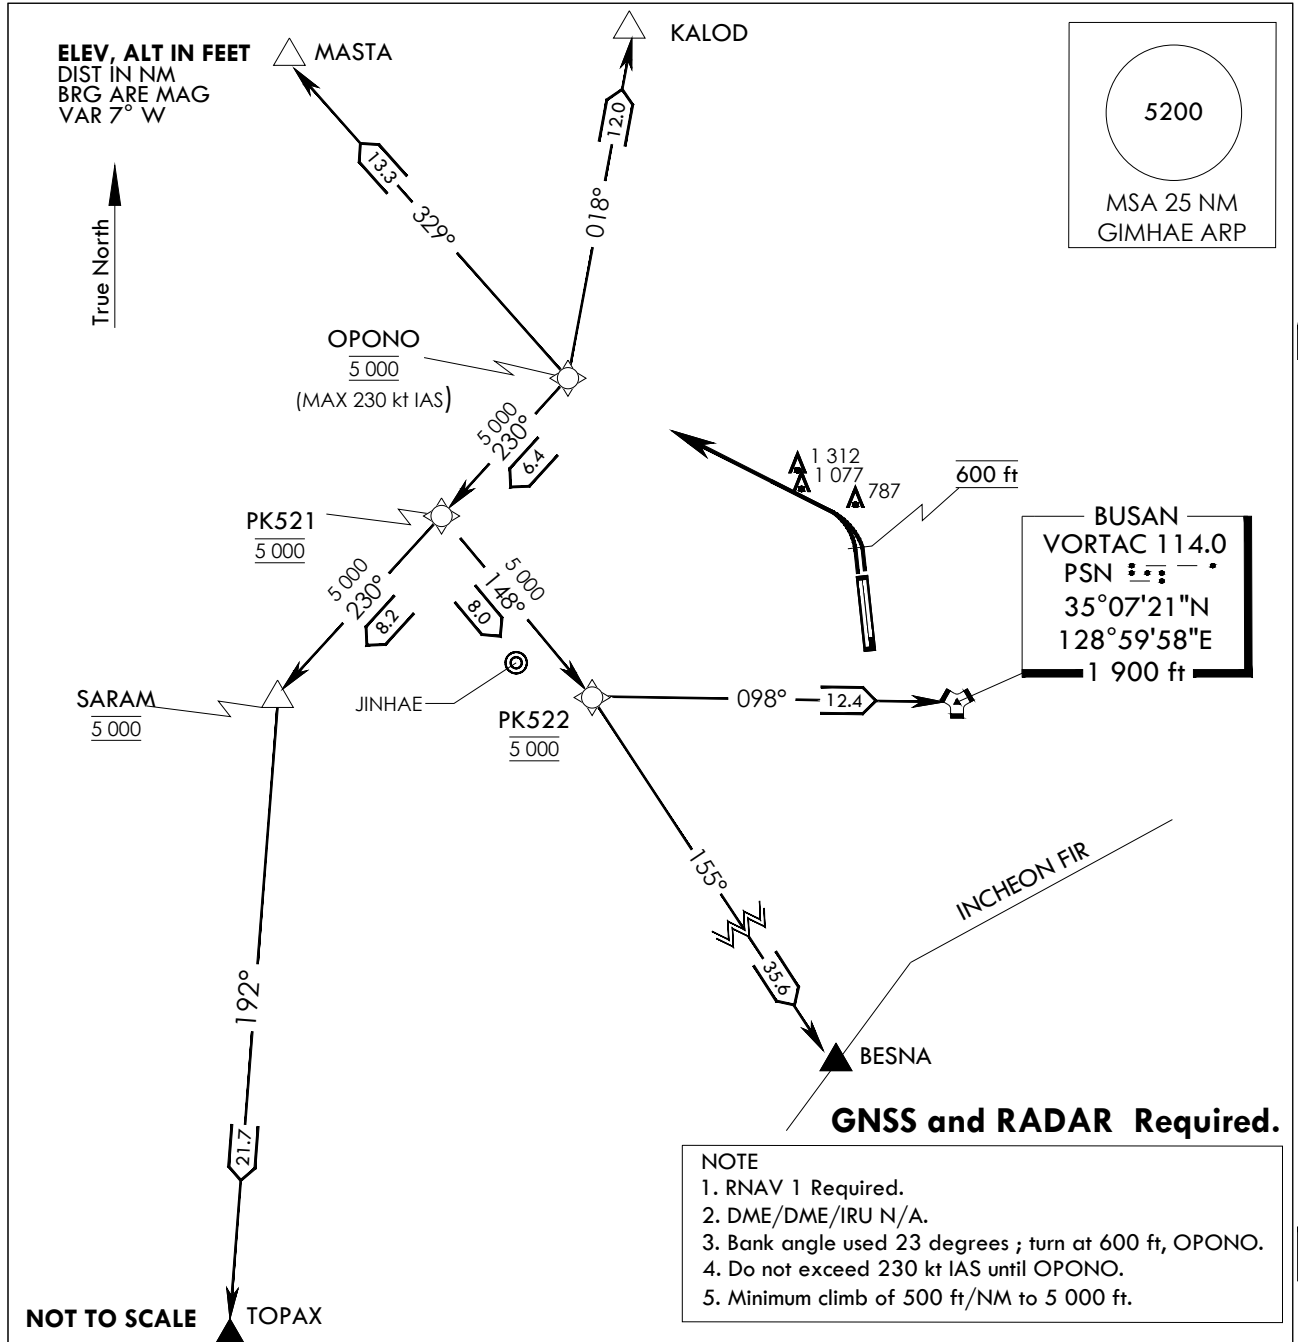 ELEV, ALT IN FEET
DIST IN NM
BRG ARE MAG
VAR 7° W
True North
MASTA
KALOD
5200
MSA 25 NM
GIMHAE ARP
13.3
329°
12.0
018°
OPONO
5 000
(MAX 230 kt IAS)
5 000
230°
6.4
1 312
1 077
787
600 ft
PK521
5 000
BUSAN
VORTAC 114.0
PSN
35°07'21"N
128°59'58"E
1 900 ft
5 000
230°
8.2
5 000
148°
8.0
JINHAE
SARAM
5 000
PK522
5 000
098°
12.4
155°
35.6
INCHEON FIR
BESNA
192°
21.7
TOPAX
GNSS and RADAR Required.
NOTE
1. RNAV 1 Required.
2. DME/DME/IRU N/A.
3. Bank angle used 23 degrees ; turn at 600 ft, OPONO.
4. Do not exceed 230 kt IAS until OPONO.
5. Minimum climb of 500 ft/NM to 5 000 ft.
NOT TO SCALE